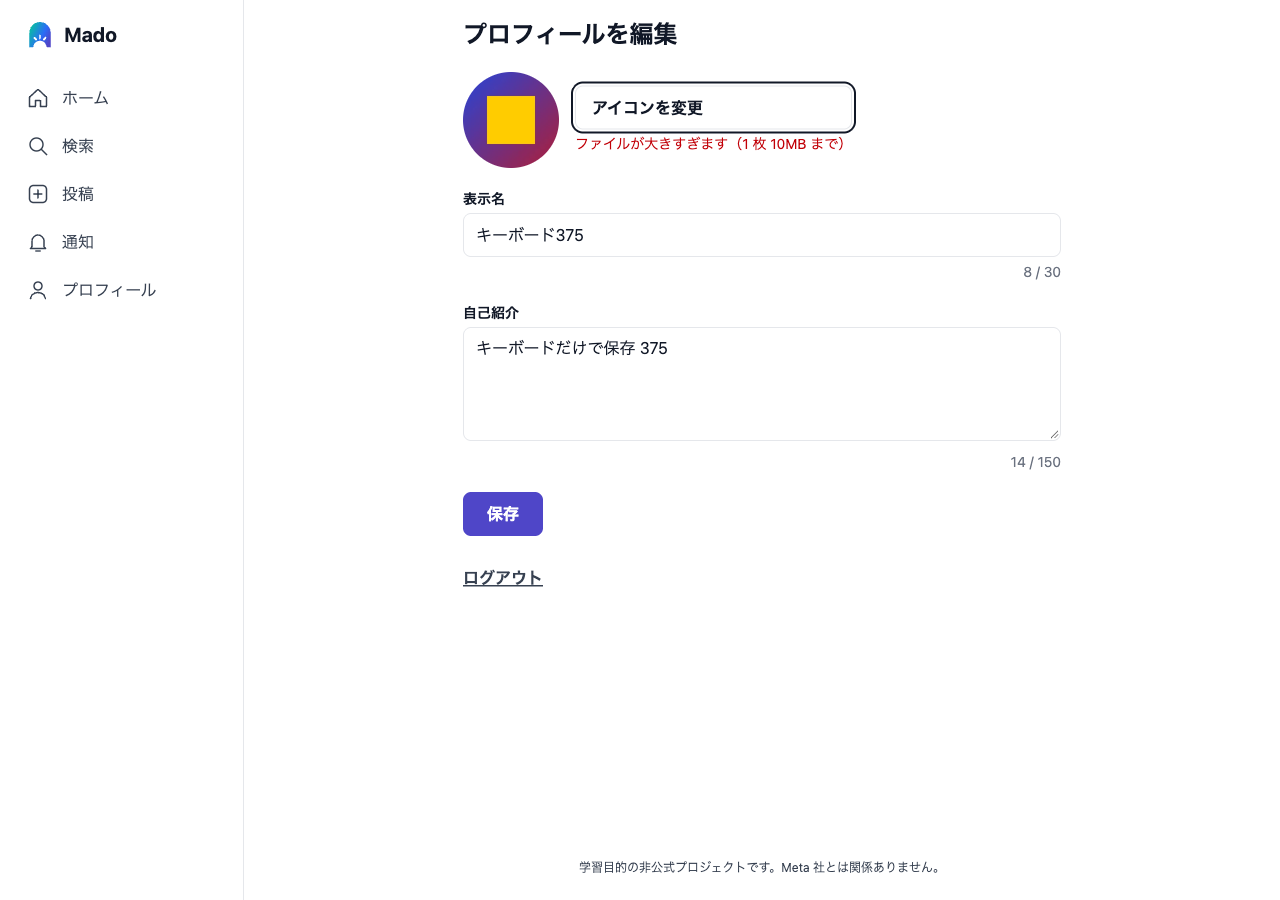 Mado
ホーム
検索
投稿
通知
プロフィール
プロフィールを編集
アイコンを変更
ファイルが大きすぎます（1 枚 10MB まで）
表示名
キーボード375
8 / 30
自己紹介
キーボードだけで保存 375
14 / 150
保存
ログアウト
学習目的の非公式プロジェクトです。Meta 社とは関係ありません。